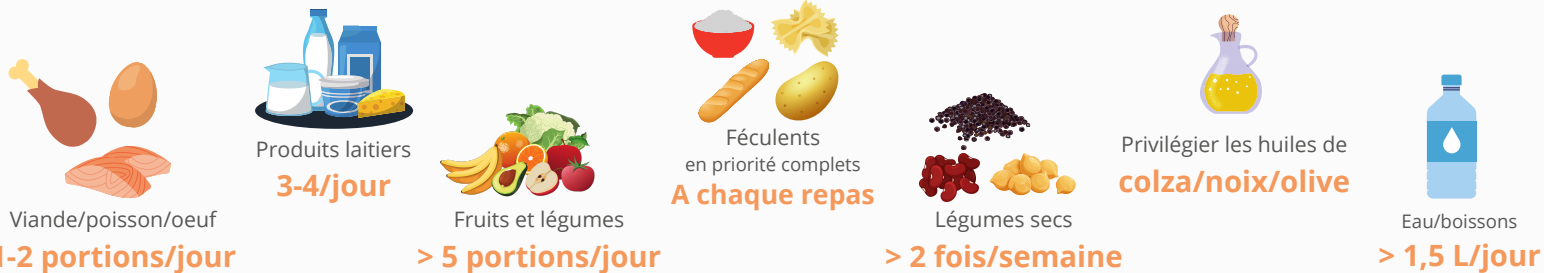 Viande/poisson/oeuf
1-2 portions/jour
Produits laitiers
3-4/jour
Fruits et légumes
> 5 portions/jour
Féculents
en priorité complets
A chaque repas
Légumes secs
> 2 fois/semaine
Privilégier les huiles de
colza/noix/olive
Eau/boissons
> 1,5 L/jour